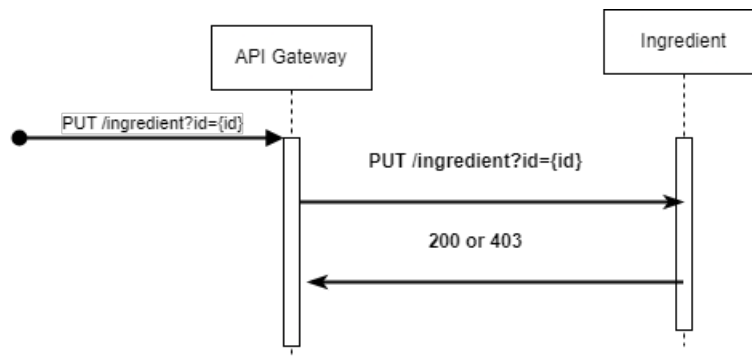 API Gateway
Ingredient
PUT /ingredient?id={id}
PUT /ingredient?id={id}
200 or 403